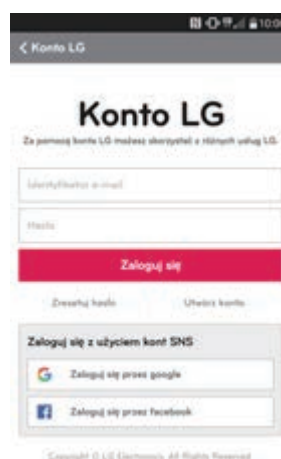 10:0
Konto LG
Konto LG
Za pomocą konta LG możesz skorzystać z różnych usług LG.
Identyfikator e-mail
Hasło
Zaloguj się
Zresetuj hasło
Utwórz konto
Zaloguj się z użyciem kont SNS
Zaloguj się przez google
Zaloguj się przez facebook
Copyright © LG Electronics. All Rights Reserved